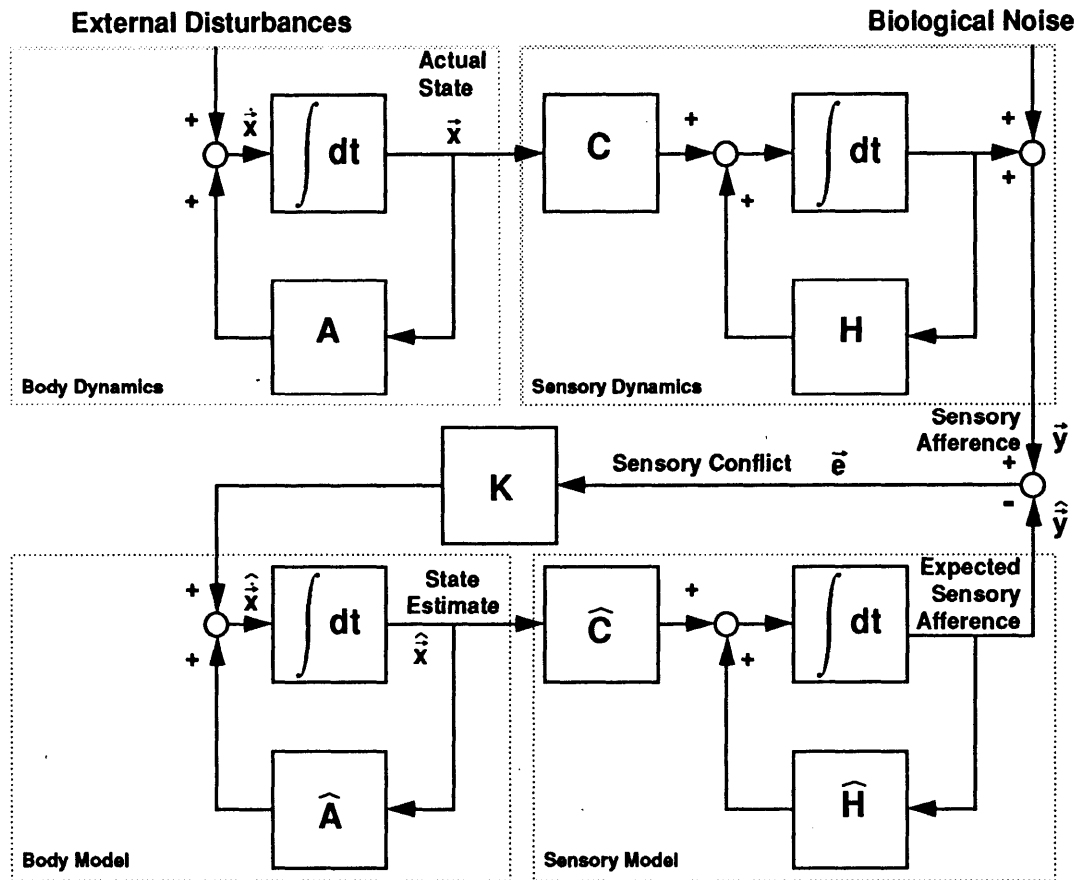 External Disturbances
Biological Noise
Actual
State
+
ẋ⃗
∫ dt
x⃗
C
+
∫ dt
+
+
+
+
+
A
H
Body Dynamics
Sensory Dynamics
Sensory
Afference
y⃗
+
K
Sensory Conflict
e⃗
-
ŷ⃗
+
x̂̇⃗
∫ dt
State
Estimate
x̂⃗
Ĉ
+
∫ dt
Expected
Sensory
Afference
+
+
Â
Ĥ
Body Model
Sensory Model